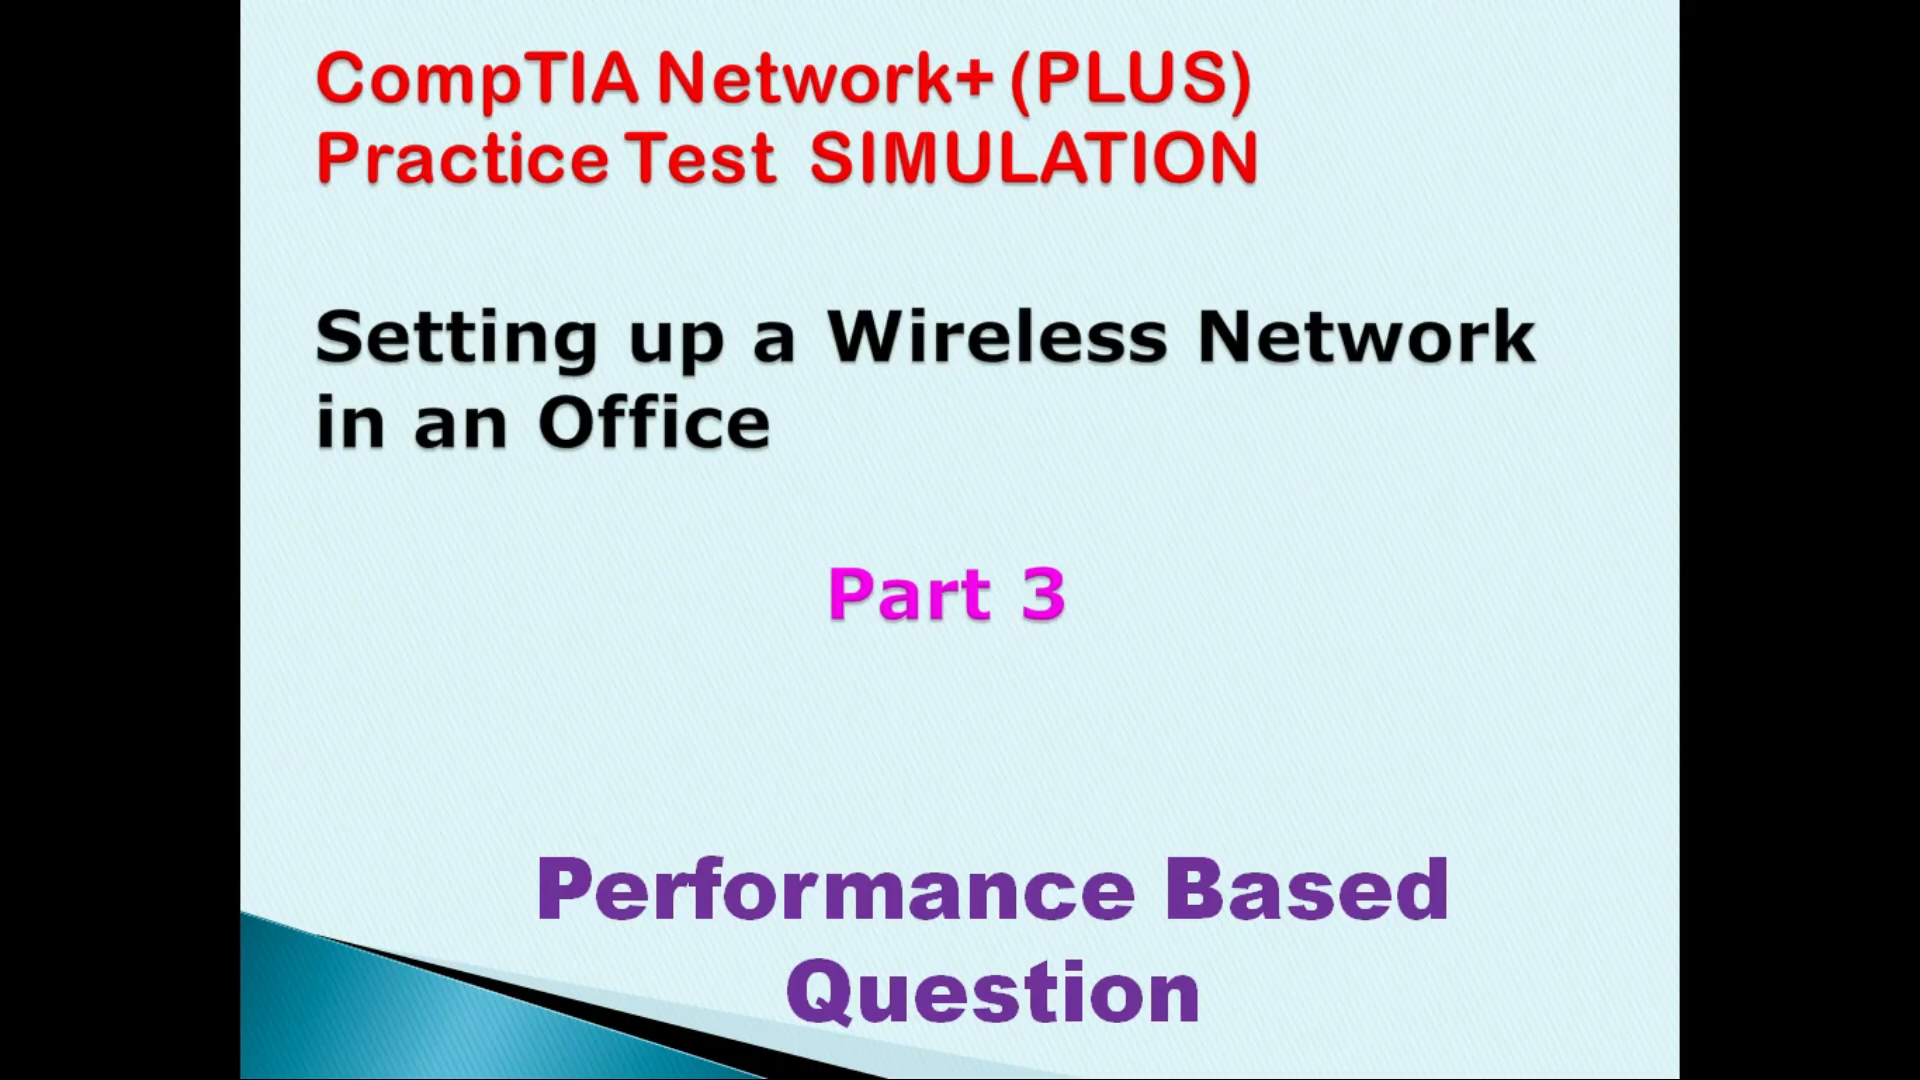 CompTIA Network+ (PLUS)
Practice Test SIMULATION
Setting up a Wireless Network
in an Office
Part 3
Performance Based
Question